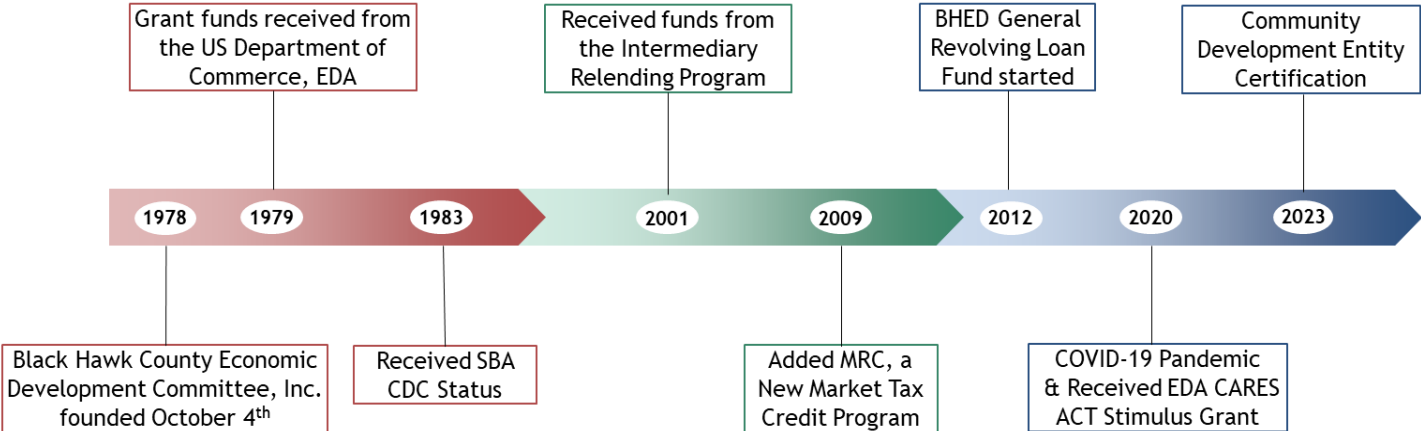 Grant funds received from
the US Department of
Commerce, EDA
Received funds from
the Intermediary
Relending Program
BHED General
Revolving Loan
Fund started
Community
Development Entity
Certification
1978
1979
1983
2001
2009
2012
2020
2023
Black Hawk County Economic
Development Committee, Inc.
founded October 4th
Received SBA
CDC Status
Added MRC, a
New Market Tax
Credit Program
COVID-19 Pandemic
& Received EDA CARES
ACT Stimulus Grant